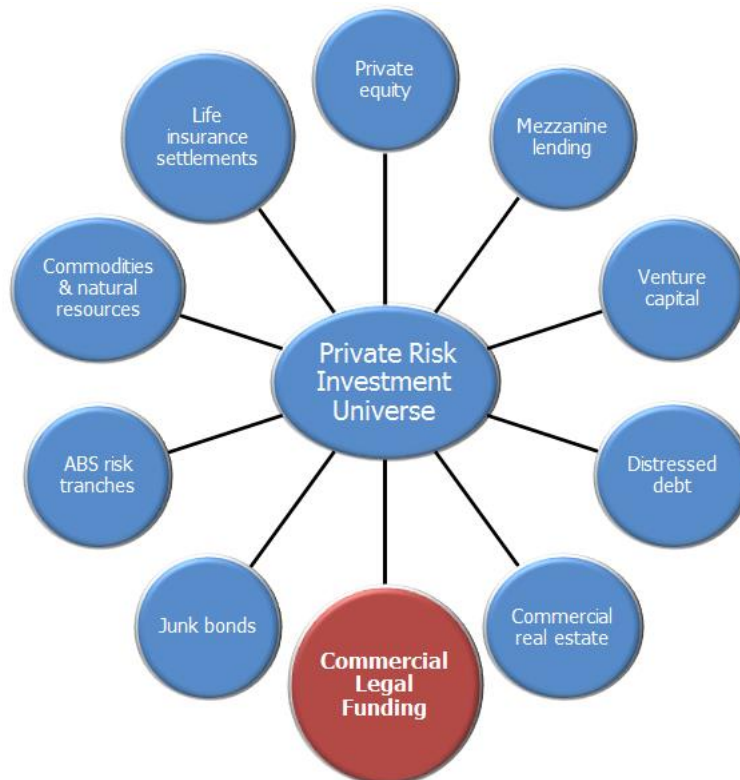 Private
equity
Mezzanine
lending
Venture
capital
Distressed
debt
Commercial
real estate
Commercial
Legal
Funding
Junk bonds
ABS risk
tranches
Commodities
& natural
resources
Life
insurance
settlements
Private Risk
Investment
Universe